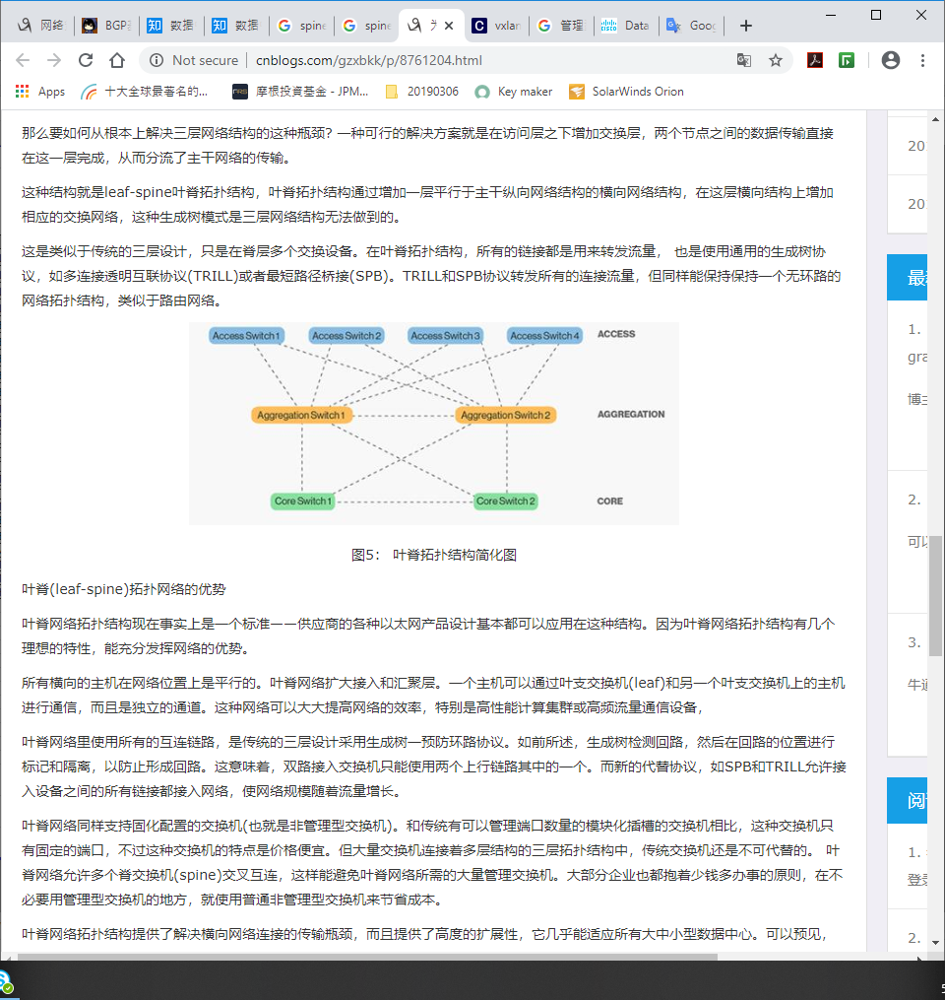 网络
BGP
数据
数据
spine
spine
vxlan
管理
Data
Goog
Not secure
cnblogs.com/gzxbkk/p/8761204.html
Apps
十大全球最著名的...
摩根投資基金 - JPM...
20190306
Key maker
SolarWinds Orion
那么要如何从根本上解决三层网络结构的这种瓶颈? 一种可行的解决方案就是在访问层之下增加交换层，两个节点之间的数据传输直接
在这一层完成，从而分流了主干网络的传输。
这种结构就是leaf-spine叶脊拓扑结构，叶脊拓扑结构通过增加一层平行于主干纵向网络结构的横向网络结构，在这层横向结构上增加
相应的交换网络，这种生成树模式是三层网络结构无法做到的。
这是类似于传统的三层设计，只是在脊层多个交换设备。在叶脊拓扑结构，所有的链接都是用来转发流量， 也是使用通用的生成树协
议，如多连接透明互联协议(TRILL)或者最短路径桥接(SPB)。TRILL和SPB协议转发所有的连接流量，但同样能保持保持一个无环路的
网络拓扑结构，类似于路由网络。
Access Switch 1
Access Switch 2
Access Switch 3
Access Switch 4
ACCESS
Aggregation Switch 1
Aggregation Switch 2
AGGREGATION
Core Switch 1
Core Switch 2
CORE
图5： 叶脊拓扑结构简化图
叶脊(leaf-spine)拓扑网络的优势
叶脊网络拓扑结构现在事实上是一个标准——供应商的各种以太网产品设计基本都可以应用在这种结构。因为叶脊网络拓扑结构有几个
理想的特性，能充分发挥网络的优势。
所有横向的主机在网络位置上是平行的。叶脊网络扩大接入和汇聚层。一个主机可以通过叶支交换机(leaf)和另一个叶支交换机上的主机
进行通信，而且是独立的通道。这种网络可以大大提高网络的效率，特别是高性能计算集群或高频流量通信设备，
叶脊网络里使用所有的互连链路，是传统的三层设计采用生成树—预防环路协议。如前所述，生成树检测回路，然后在回路的位置进行
标记和隔离，以防止形成回路。这意味着，双路接入交换机只能使用两个上行链路其中的一个。而新的代替协议，如SPB和TRILL允许接
入设备之间的所有链接都接入网络，使网络规模随着流量增长。
叶脊网络同样支持固化配置的交换机(也就是非管理型交换机)。和传统有可以管理端口数量的模块化插槽的交换机相比，这种交换机只
有固定的端口，不过这种交换机的特点是价格便宜。但大量交换机连接着多层结构的三层拓扑结构中，传统交换机还是不可代替的。 叶
脊网络允许多个脊交换机(spine)交叉互连，这样能避免叶脊网络所需的大量管理交换机。大部分企业也都抱着少钱多办事的原则，在不
必要用管理型交换机的地方，就使用普通非管理型交换机来节省成本。
叶脊网络拓扑结构提供了解决横向网络连接的传输瓶颈，而且提供了高度的扩展性，它几乎能适应所有大中小型数据中心。可以预见，
20
20
最
1.
gra
博主
2.
可以
3.
牛逼
阅
1.
登录
2.